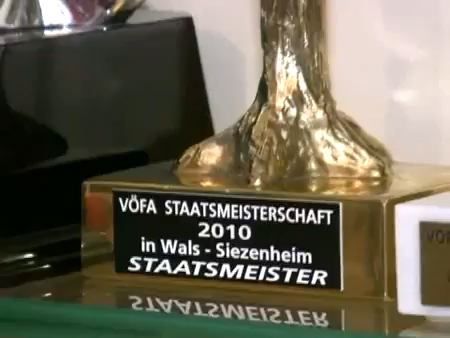 VÖFA STAATSMEISTERSCHAFT
2010
in Wals - Siezenheim
STAATSMEISTER